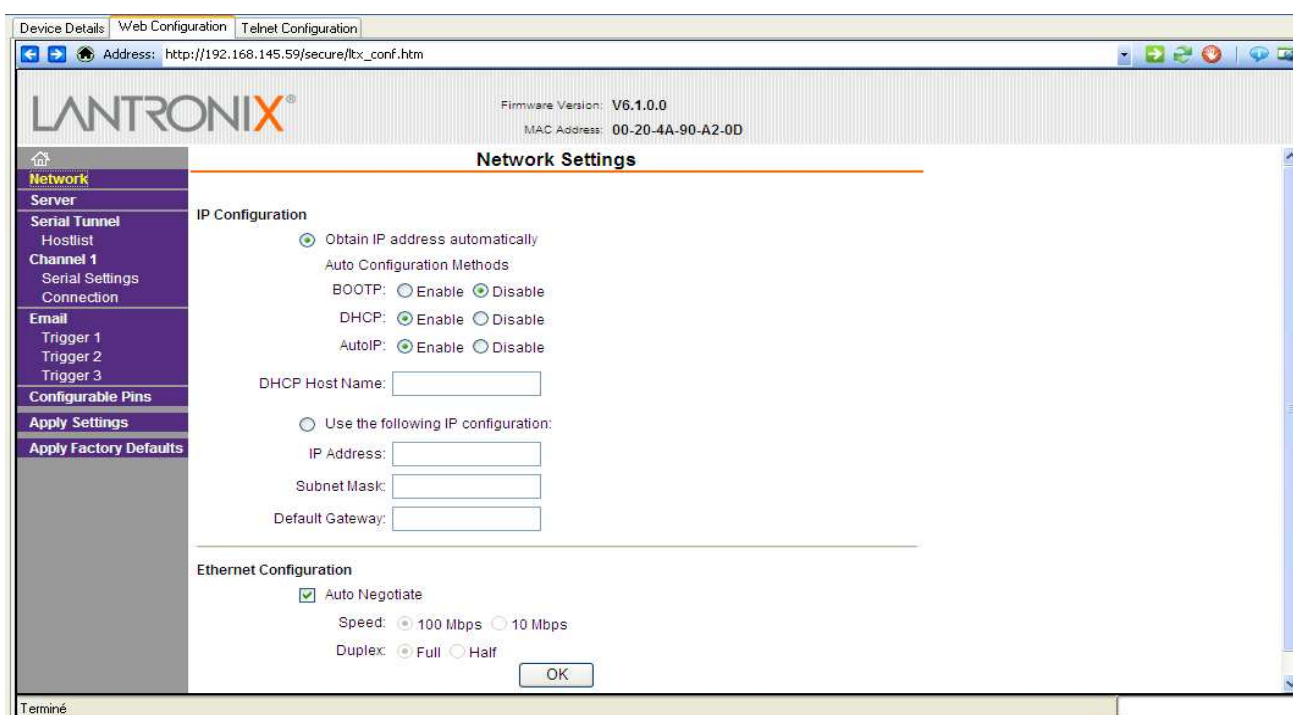 Device Details Web Configuration Telnet Configuration
Address: http://192.168.145.59/secure/ltx_conf.htm
LANTRONIX®
Firmware Version: V6.1.0.0
MAC Address: 00-20-4A-90-A2-0D
Network
Server
Serial Tunnel
Hostlist
Channel 1
Serial Settings
Connection
Email
Trigger 1
Trigger 2
Trigger 3
Configurable Pins
Apply Settings
Apply Factory Defaults
Network Settings
IP Configuration
Obtain IP address automatically
Auto Configuration Methods
BOOTP: Enable Disable
DHCP: Enable Disable
AutoIP: Enable Disable
DHCP Host Name:
Use the following IP configuration:
IP Address:
Subnet Mask:
Default Gateway:
Ethernet Configuration
Auto Negotiate
Speed: 100 Mbps 10 Mbps
Duplex: Full Half
OK
Terminé